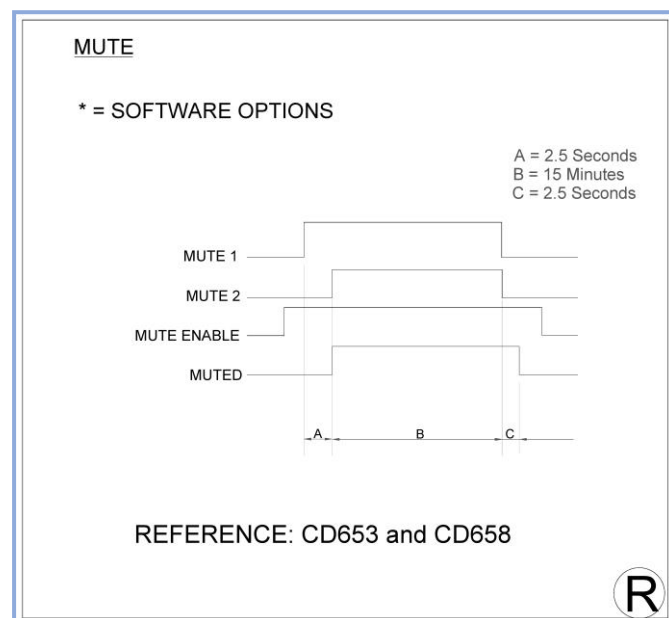 MUTE
* = SOFTWARE OPTIONS
A = 2.5 Seconds
B = 15 Minutes
C = 2.5 Seconds
MUTE 1
MUTE 2
MUTE ENABLE
MUTED
A B C
REFERENCE: CD653 and CD658
R